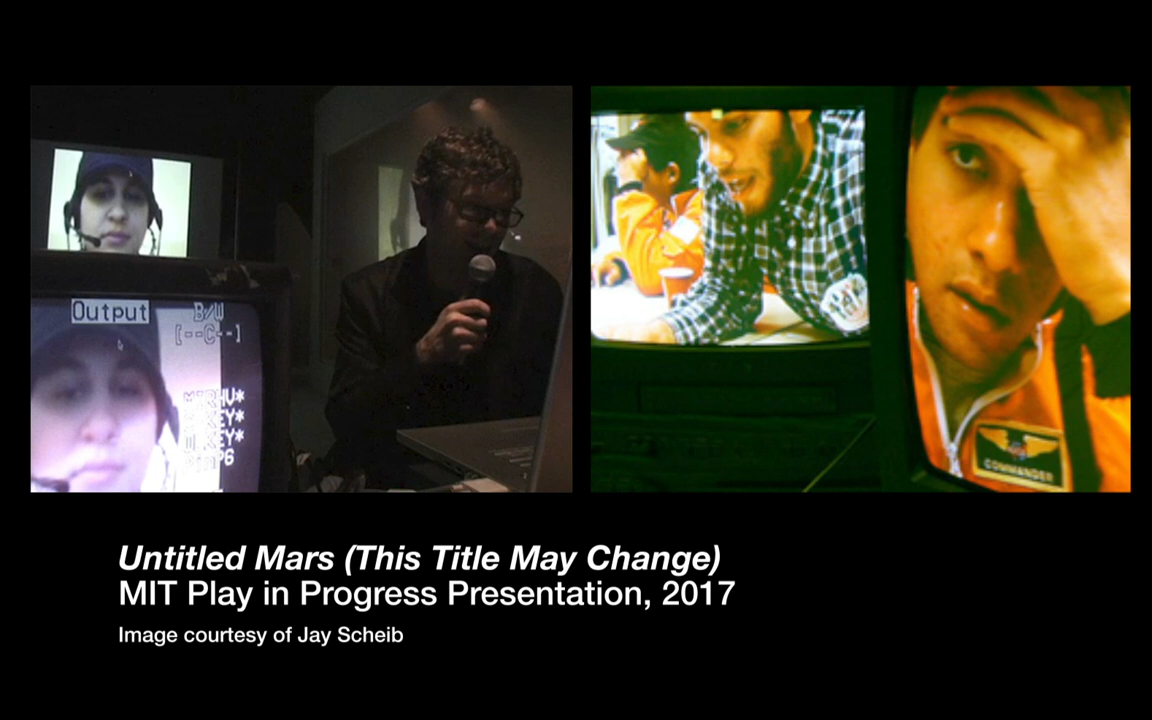 Output
B/W
[--C--]
COMMANDER
Untitled Mars (This Title May Change)
MIT Play in Progress Presentation, 2017
Image courtesy of Jay Scheib